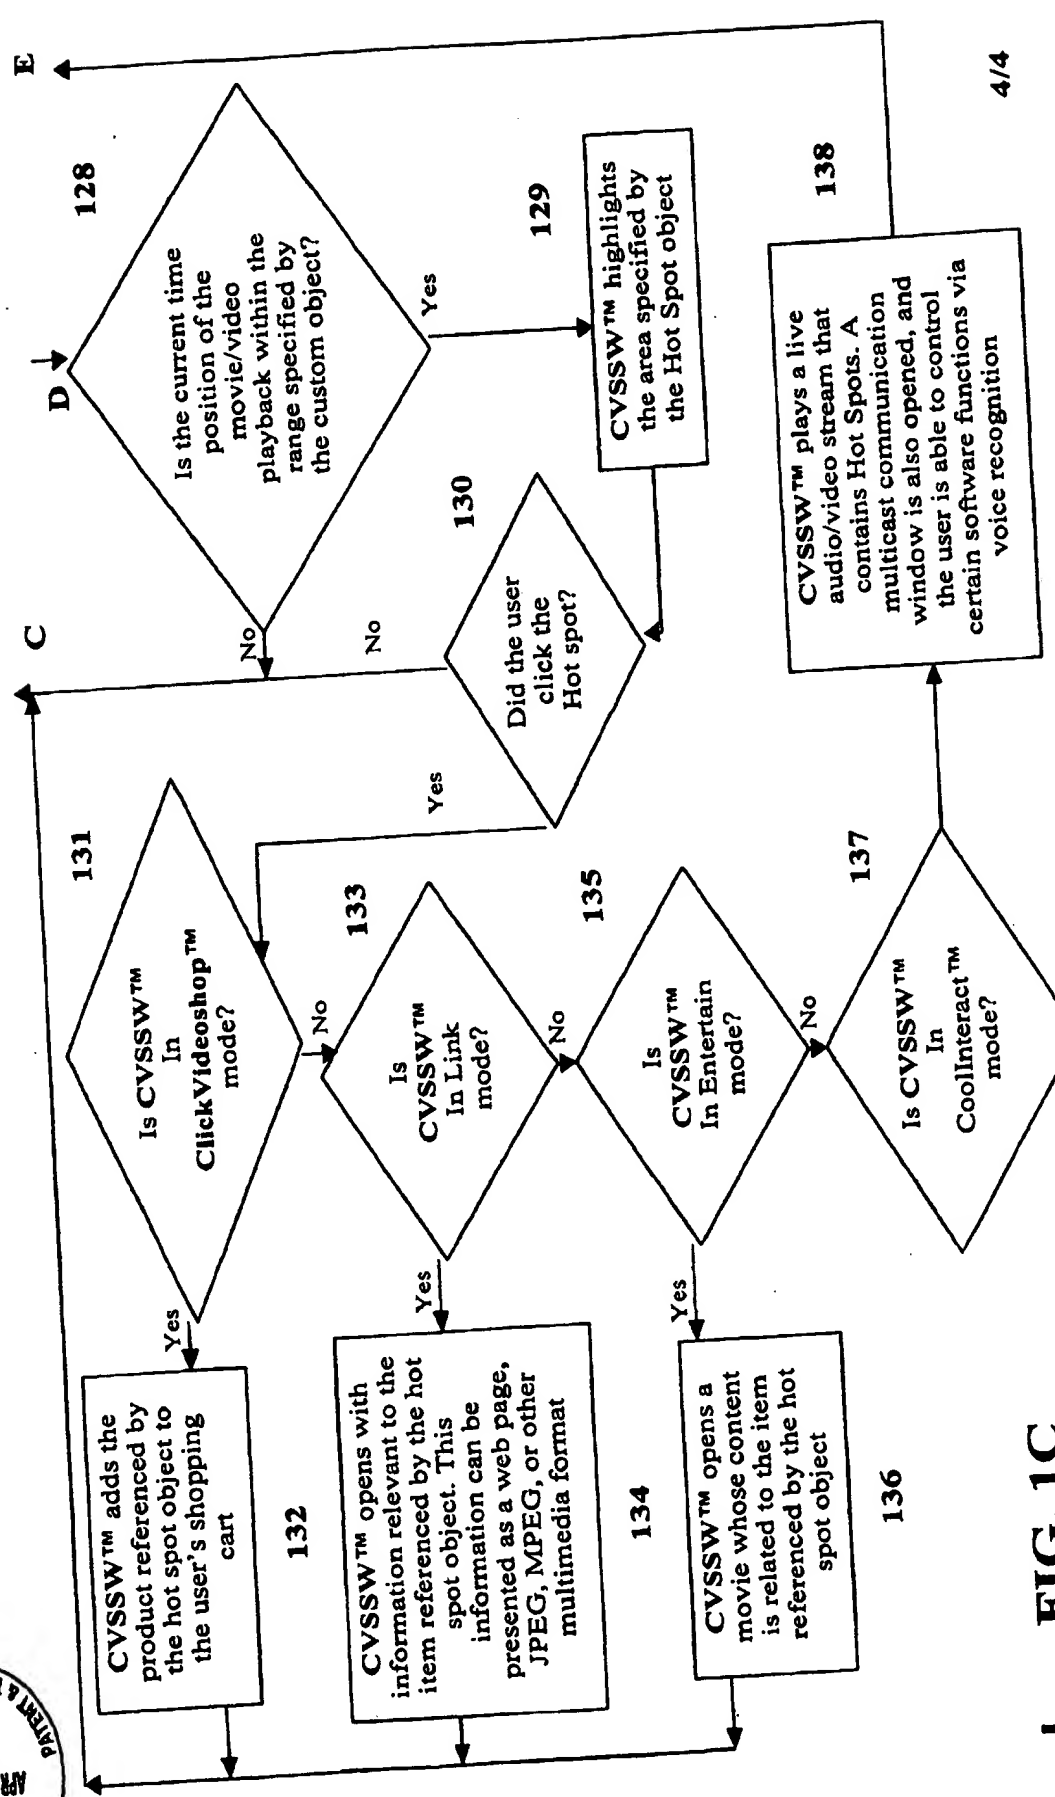 4/4
E
D
128
Is the current time
position of the
movie/video
playback within the
range specified by
the custom object?
Yes
No
C
129
CVSSW™ highlights
the area specified by
the Hot Spot object
130
Did the user
click the
Hot spot?
No
Yes
131
Is CVSSW™
In
ClickVideoshop™
mode?
Yes
No
132
CVSSW™ adds the
product referenced by
the hot spot object to
the user's shopping
cart
133
Is
CVSSW™
In Link
mode?
Yes
No
134
CVSSW™ opens with
information relevant to the
item referenced by the hot
spot object. This
information can be
presented as a web page,
JPEG, MPEG, or other
multimedia format
135
Is
CVSSW™
In Entertain
mode?
Yes
No
136
CVSSW™ opens a
movie whose content
is related to the item
referenced by the hot
spot object
137
Is CVSSW™
In
CoolInteract™
mode?
138
CVSSW™ plays a live
audio/video stream that
contains Hot Spots. A
multicast communication
window is also opened, and
the user is able to control
certain software functions via
voice recognition
FIG. 1C
PATENT &